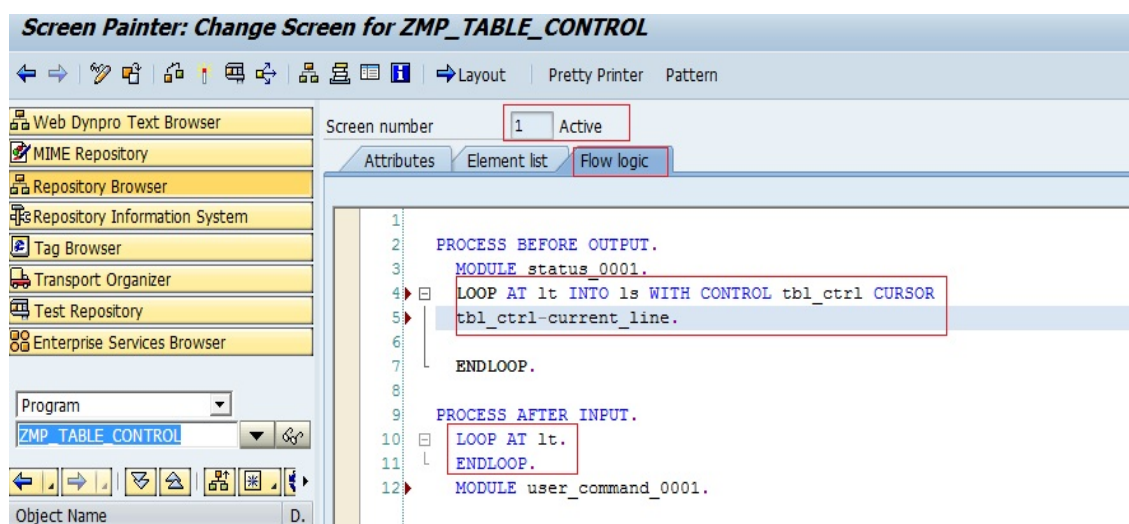 Screen Painter: Change Screen for ZMP_TABLE_CONTROL
Layout Pretty Printer Pattern
Web Dynpro Text Browser
MIME Repository
Repository Browser
Repository Information System
Tag Browser
Transport Organizer
Test Repository
Enterprise Services Browser
Program
ZMP_TABLE_CONTROL
Object Name D.
Screen number 1 Active
Attributes Element list Flow logic
1
2 PROCESS BEFORE OUTPUT.
3 MODULE status_0001.
4 LOOP AT lt INTO ls WITH CONTROL tbl_ctrl CURSOR
5 tbl_ctrl-current_line.
6
7 ENDLOOP.
8
9 PROCESS AFTER INPUT.
10 LOOP AT lt.
11 ENDLOOP.
12 MODULE user_command_0001.